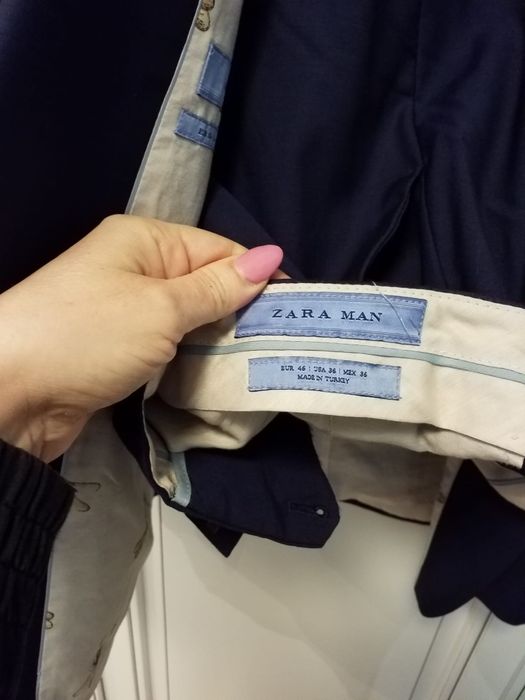 ZARA MAN
EUR 46 | USA 36 | MEX 36
MADE IN TURKEY